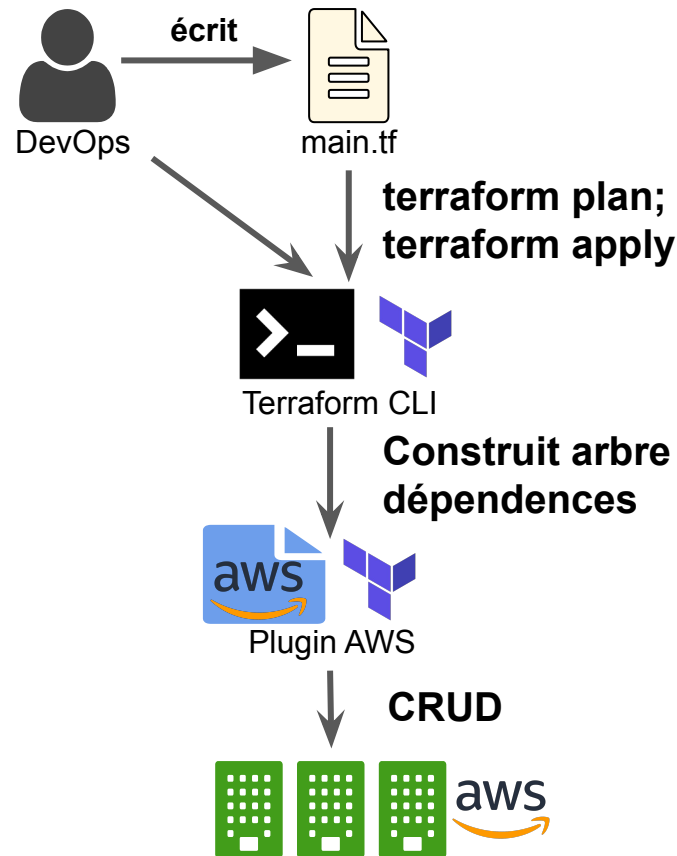 écrit
DevOps
main.tf
terraform plan;
terraform apply
>_
Terraform CLI
Construit arbre
dépendences
aws
Plugin AWS
CRUD
aws